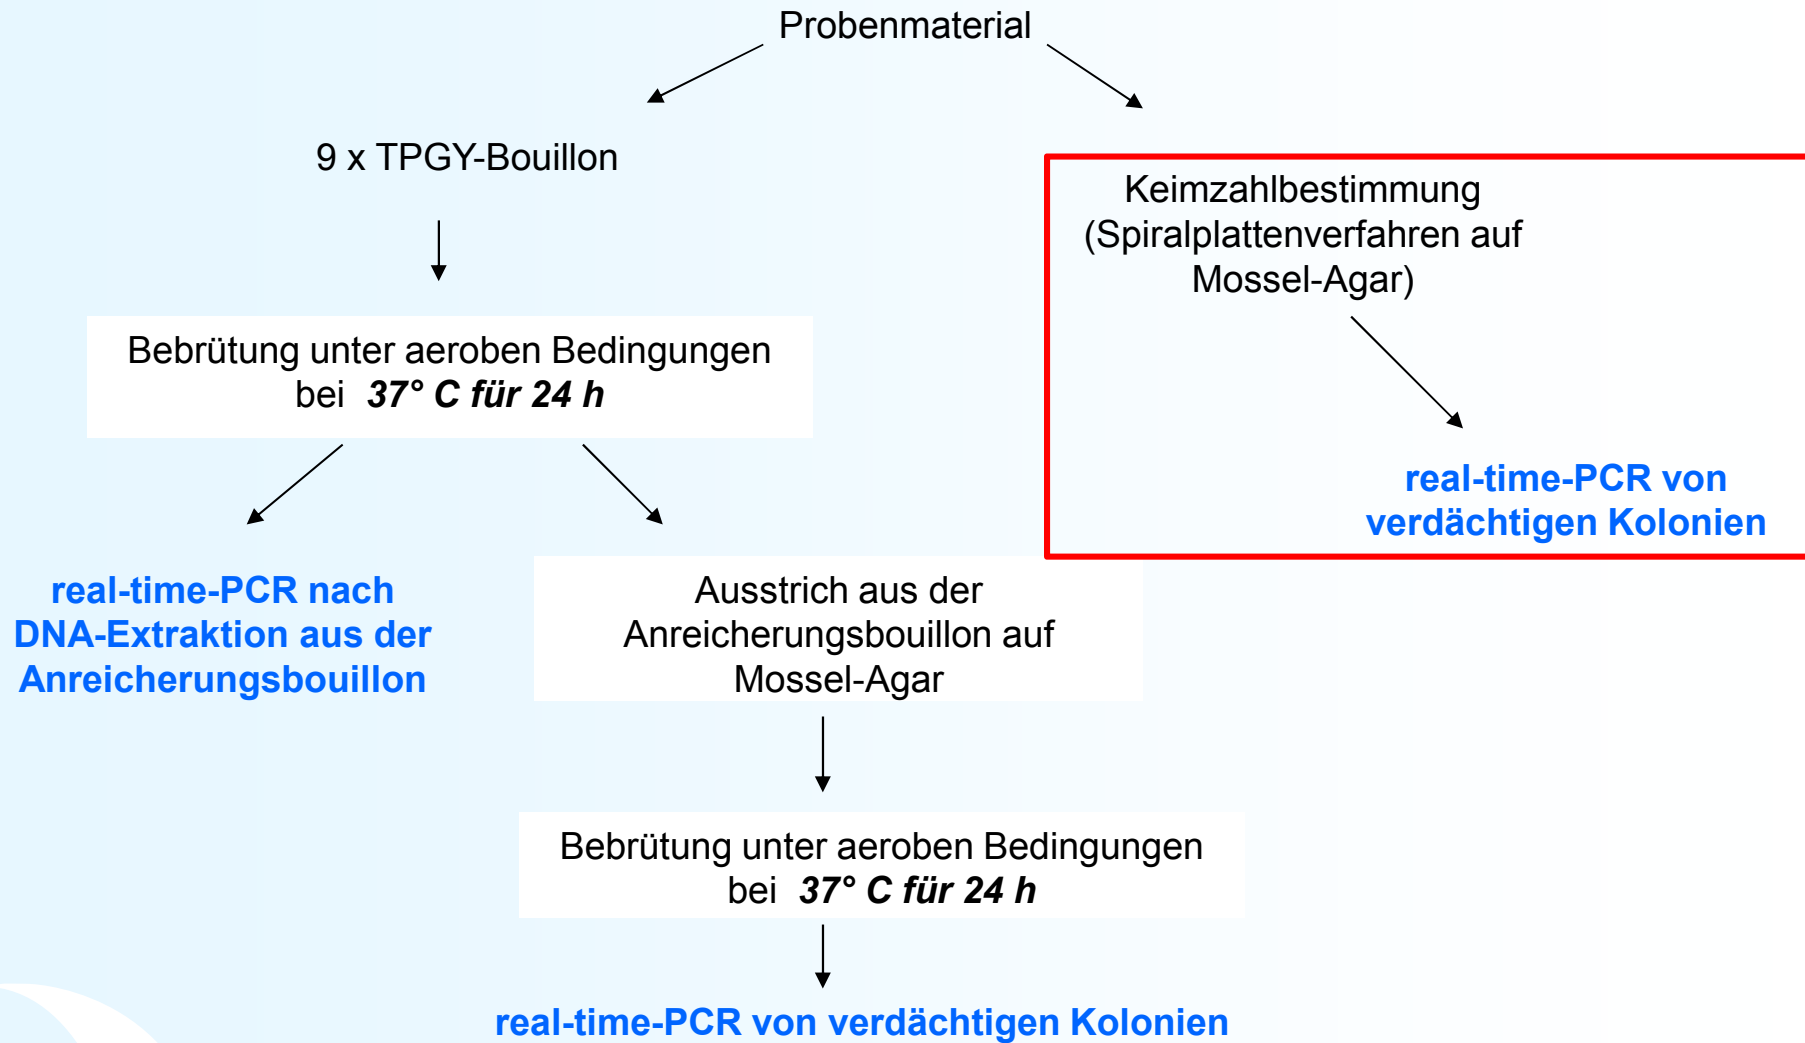 Probenmaterial
9 x TPGY-Bouillon
Keimzahlbestimmung
(Spiralplattenverfahren auf
Mossel-Agar)
Bebrütung unter aeroben Bedingungen
bei 37° C für 24 h
real-time-PCR von
verdächtigen Kolonien
real-time-PCR nach
DNA-Extraktion aus der
Anreicherungsbouillon
Ausstrich aus der
Anreicherungsbouillon auf
Mossel-Agar
Bebrütung unter aeroben Bedingungen
bei 37° C für 24 h
real-time-PCR von verdächtigen Kolonien